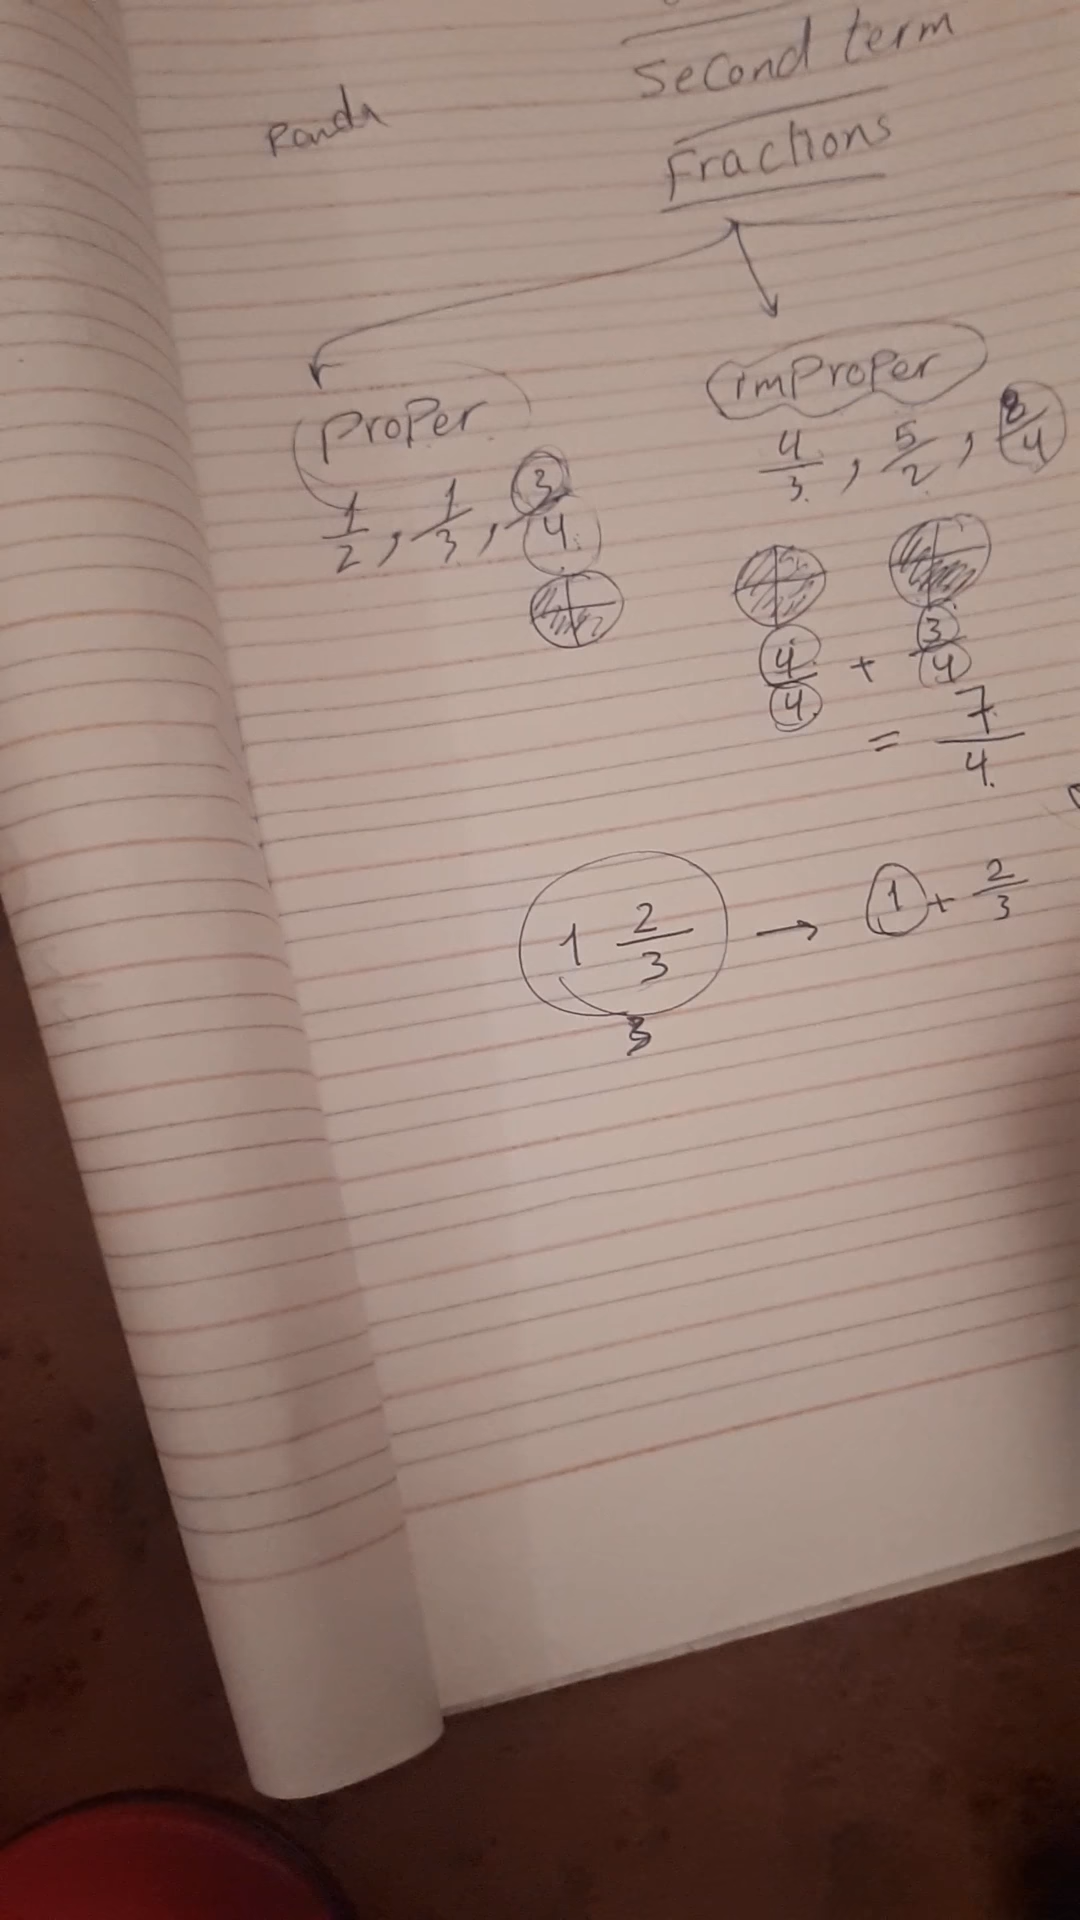 Second term
Randa
Fractions
proper
improper
1/2, 1/3, 3/4
4/3, 5/2, 8/4
4/4 + 3/4
= 7/4
1 2/3 → 1 + 2/3
3